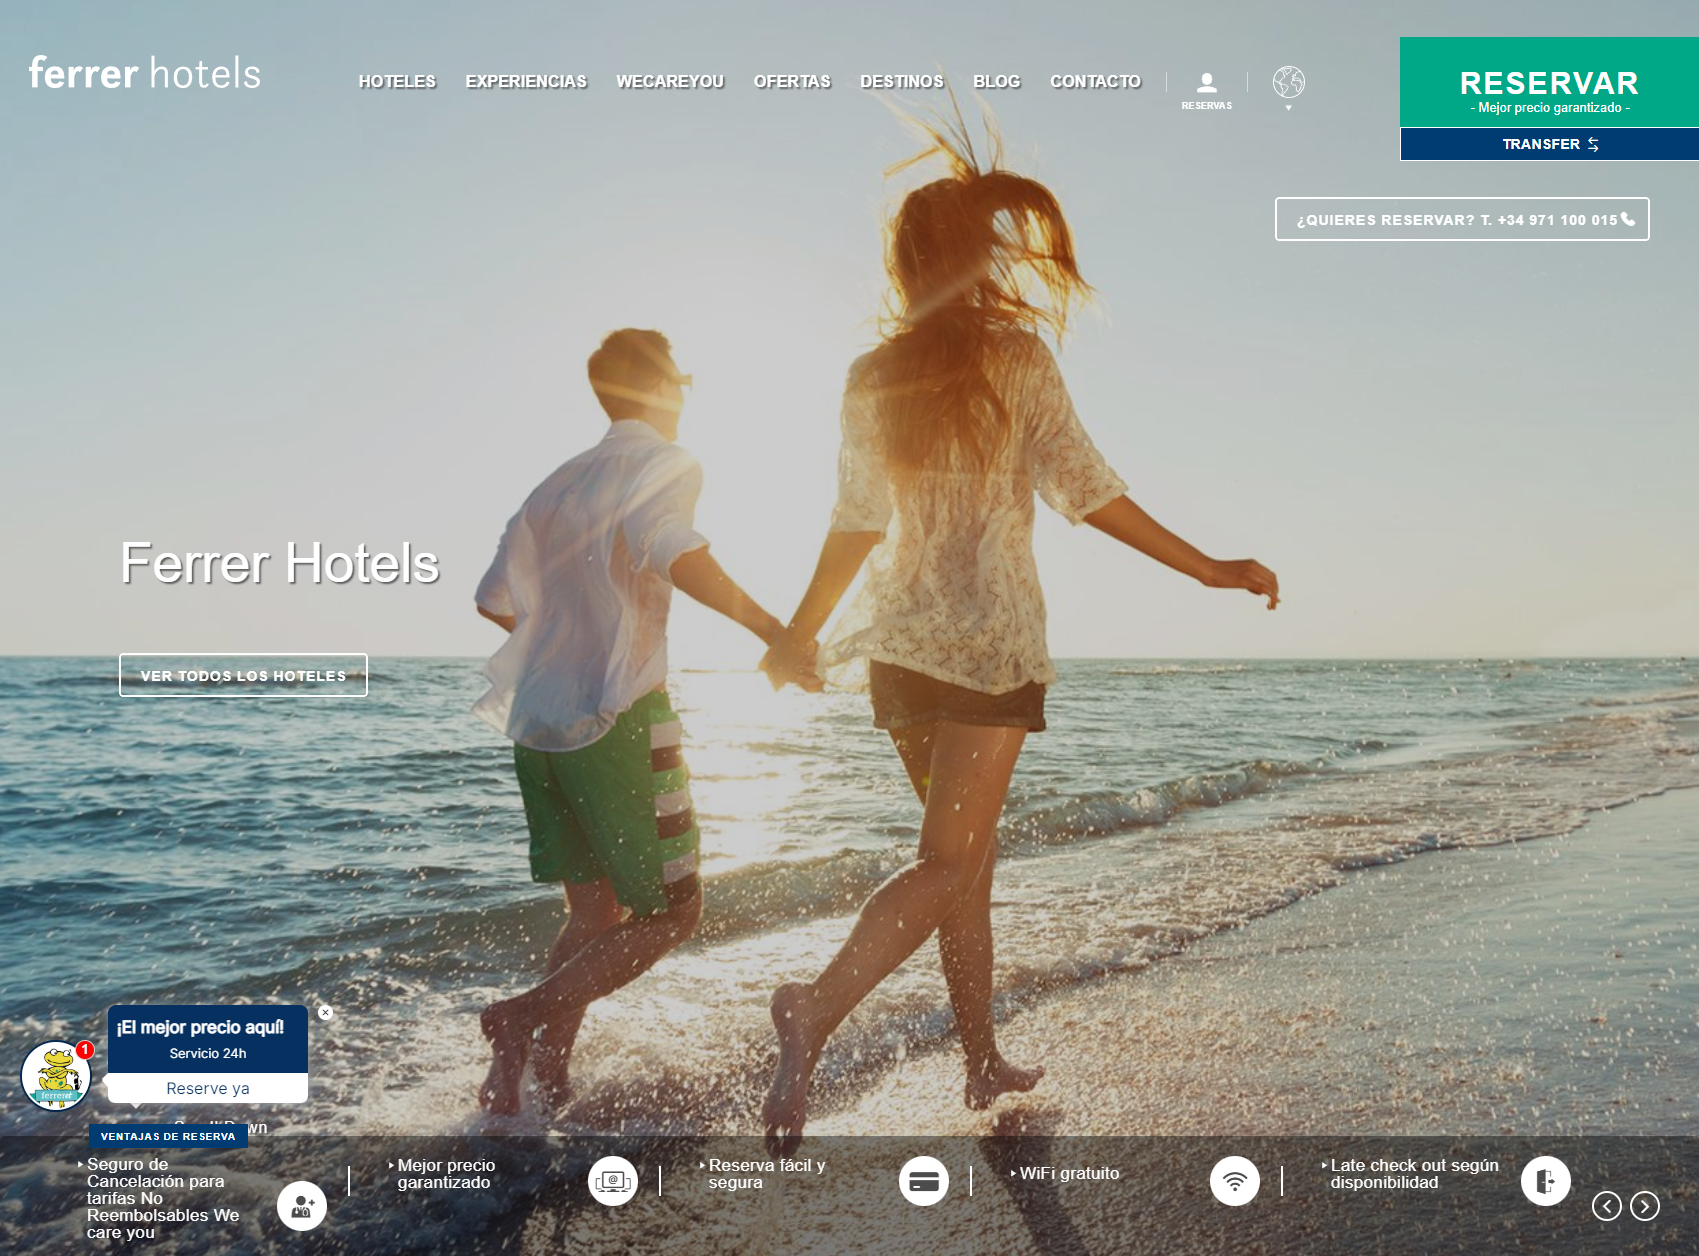 ferrer hotels
HOTELES
EXPERIENCIAS
WECAREYOU
OFERTAS
DESTINOS
BLOG
CONTACTO
RESERVAS
RESERVAR
- Mejor precio garantizado -
TRANSFER
¿QUIERES RESERVAR? T. +34 971 100 015
Ferrer Hotels
VER TODOS LOS HOTELES
¡El mejor precio aquí!
Servicio 24h
Reserve ya
1
VENTAJAS DE RESERVA
Seguro de
Cancelación para
tarifas No
Reembolsables We
care you
Mejor precio
garantizado
@
Reserva fácil y
segura
WiFi gratuito
Late check out según
disponibilidad